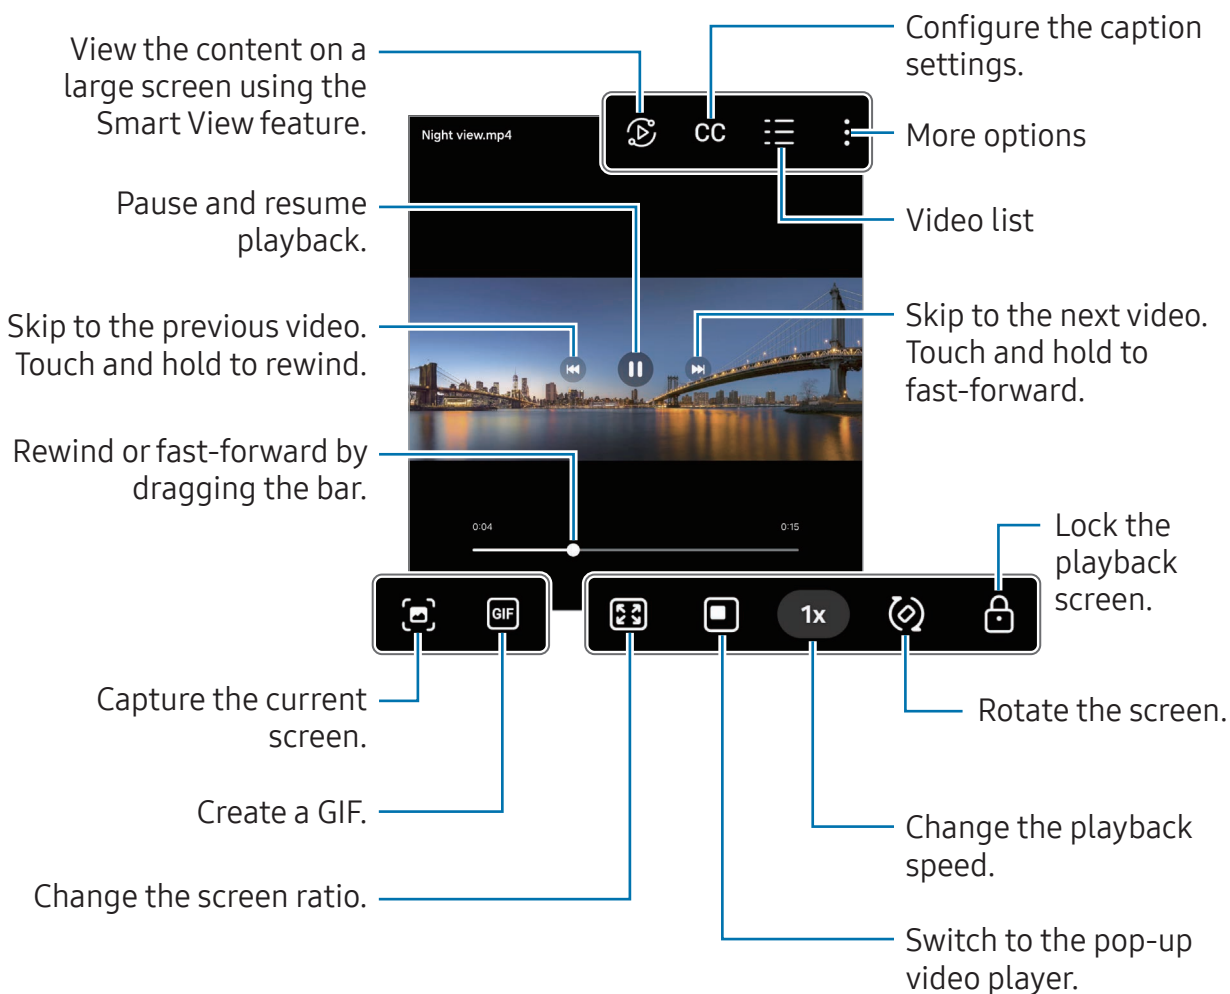 View the content on a
large screen using the
Smart View feature.
Configure the caption
settings.
Night view.mp4
CC
More options
Pause and resume
playback.
Video list
Skip to the previous video.
Touch and hold to rewind.
Skip to the next video.
Touch and hold to
fast-forward.
Rewind or fast-forward by
dragging the bar.
0:04
0:15
Lock the
playback
screen.
GIF
1x
Capture the current
screen.
Rotate the screen.
Create a GIF.
Change the playback
speed.
Change the screen ratio.
Switch to the pop-up
video player.